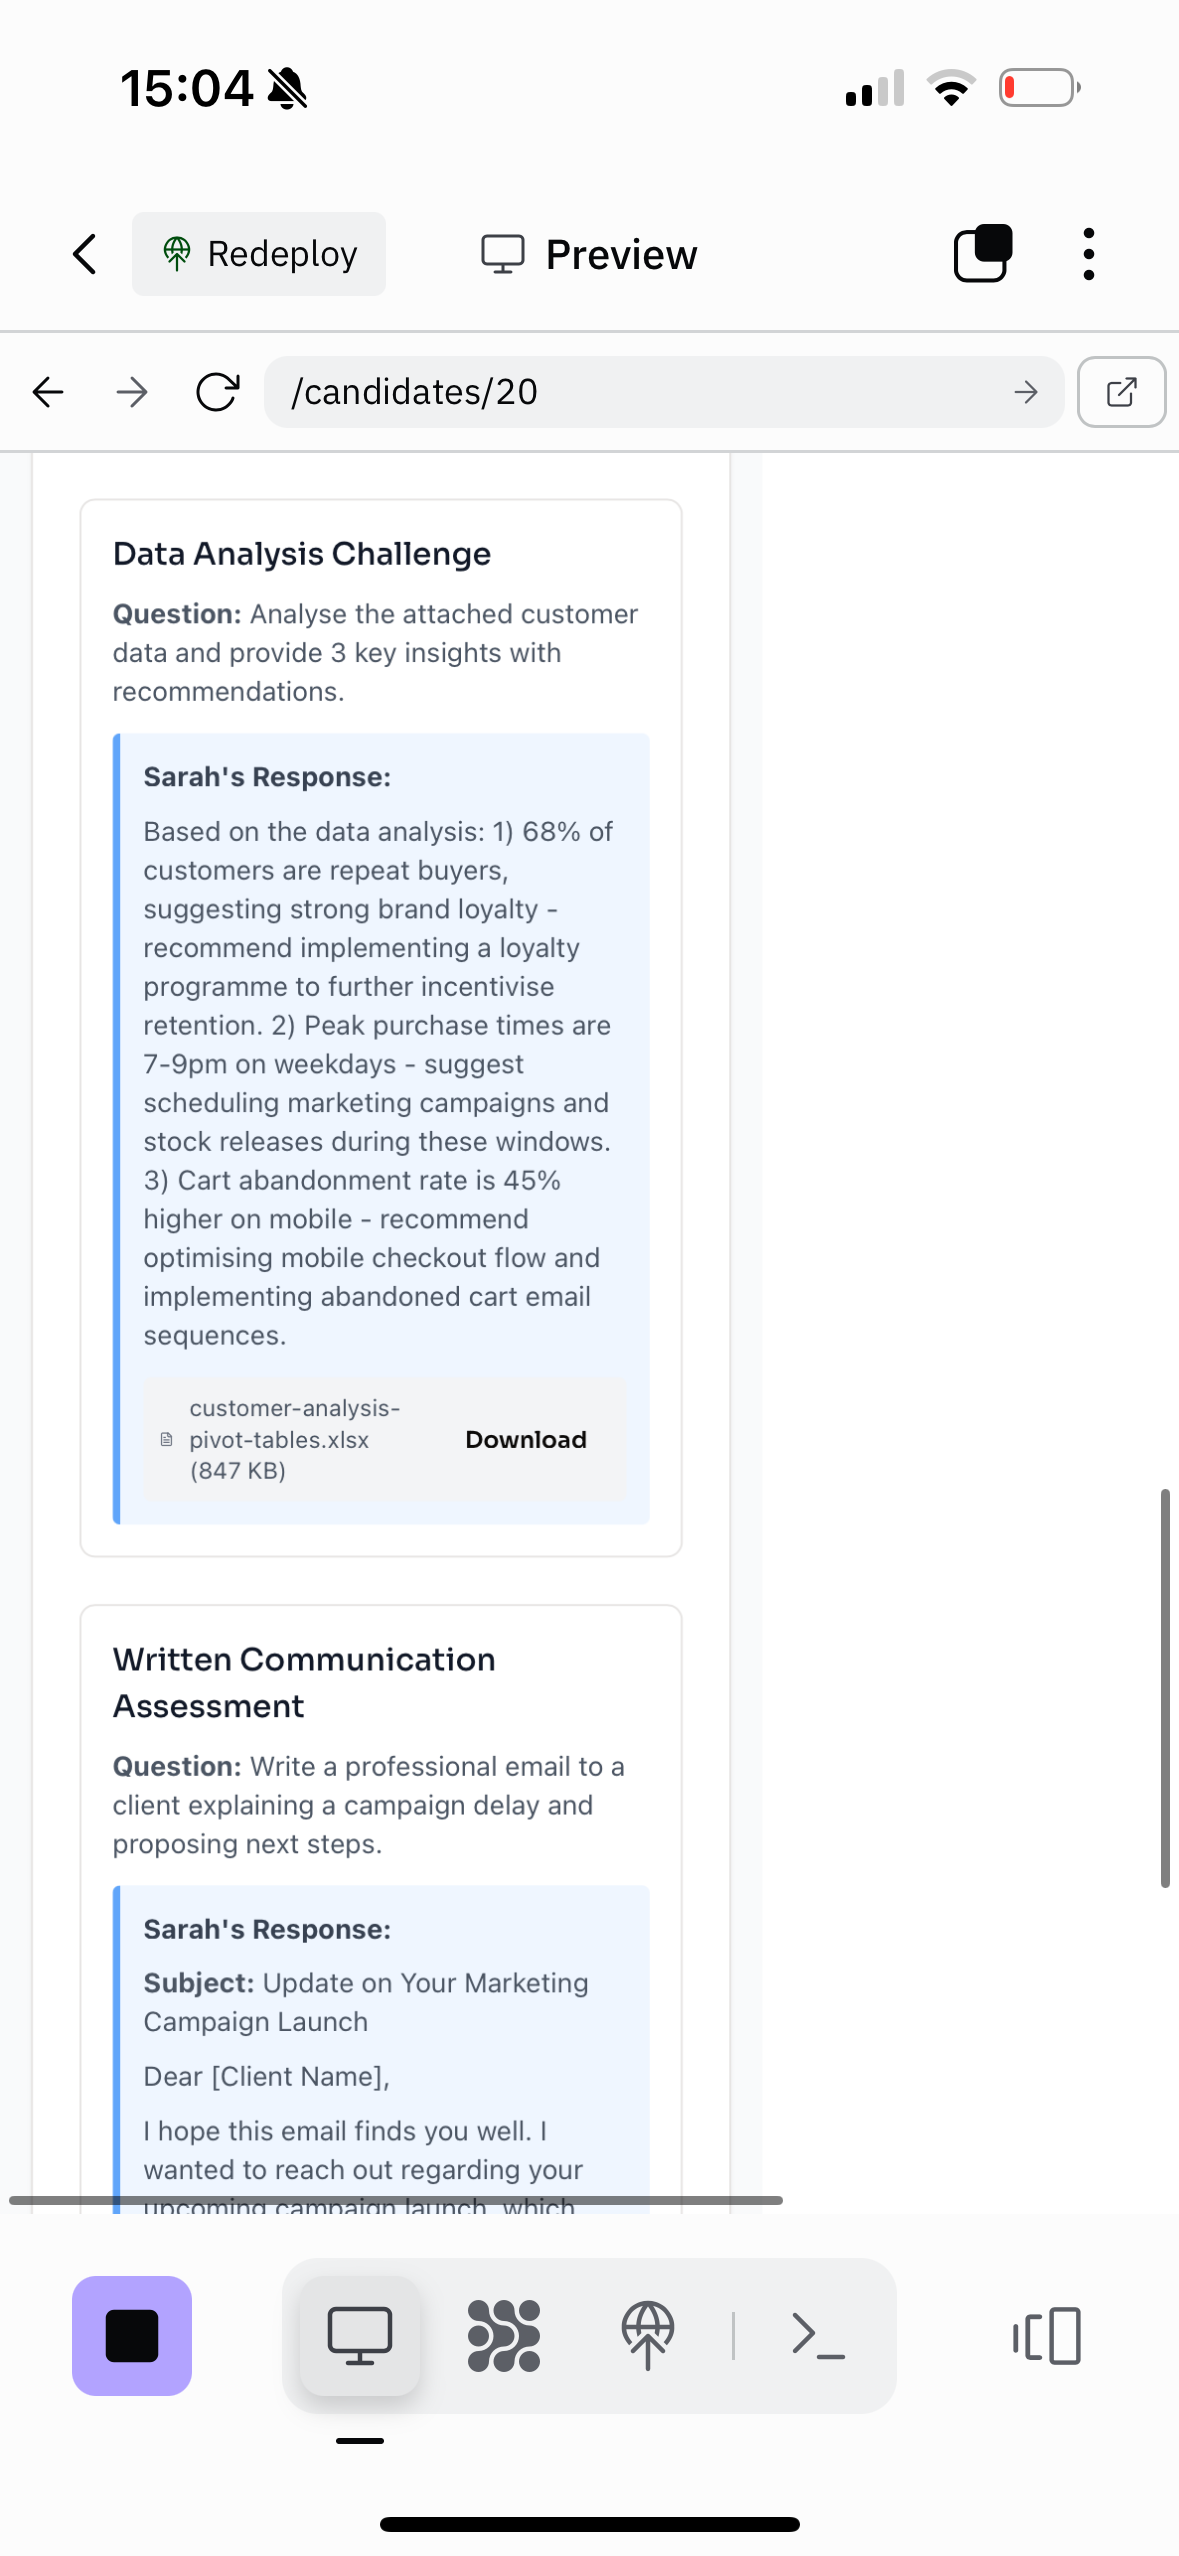 15:04
Redeploy
Preview
/candidates/20
Data Analysis Challenge
Question: Analyse the attached customer
data and provide 3 key insights with
recommendations.
Sarah's Response:
Based on the data analysis: 1) 68% of
customers are repeat buyers,
suggesting strong brand loyalty -
recommend implementing a loyalty
programme to further incentivise
retention. 2) Peak purchase times are
7-9pm on weekdays - suggest
scheduling marketing campaigns and
stock releases during these windows.
3) Cart abandonment rate is 45%
higher on mobile - recommend
optimising mobile checkout flow and
implementing abandoned cart email
sequences.
customer-analysis-
pivot-tables.xlsx
(847 KB)
Download
Written Communication
Assessment
Question: Write a professional email to a
client explaining a campaign delay and
proposing next steps.
Sarah's Response:
Subject: Update on Your Marketing
Campaign Launch
Dear [Client Name],
I hope this email finds you well. I
wanted to reach out regarding your
upcoming campaign launch, which